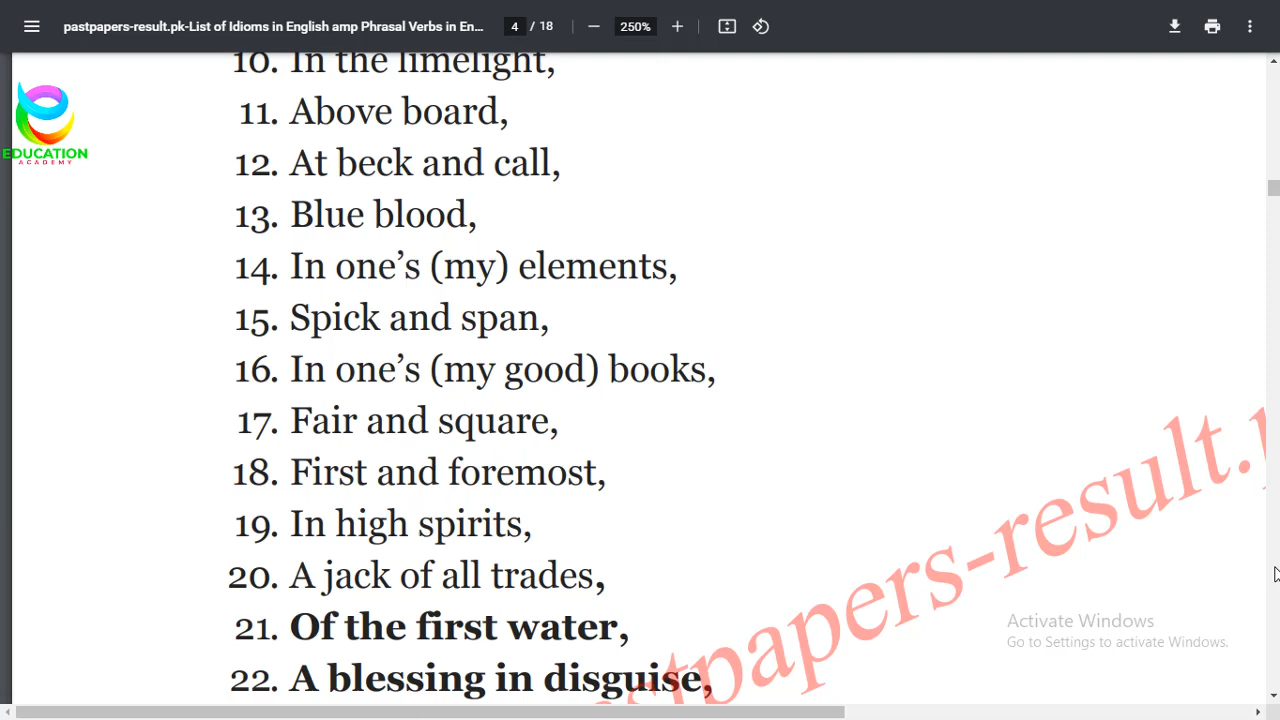 pastpapers-result.pk-List of Idioms in English amp Phrasal Verbs in En... 4 / 18 250%
10. In the limelight,
11. Above board,
EDUCATION
ACADEMY
12. At beck and call,
13. Blue blood,
14. In one’s (my) elements,
15. Spick and span,
16. In one’s (my good) books,
17. Fair and square,
18. First and foremost,
19. In high spirits,
20. A jack of all trades,
21. Of the first water,
22. A blessing in disguise,
stpapers-result.p
Activate Windows
Go to Settings to activate Windows.